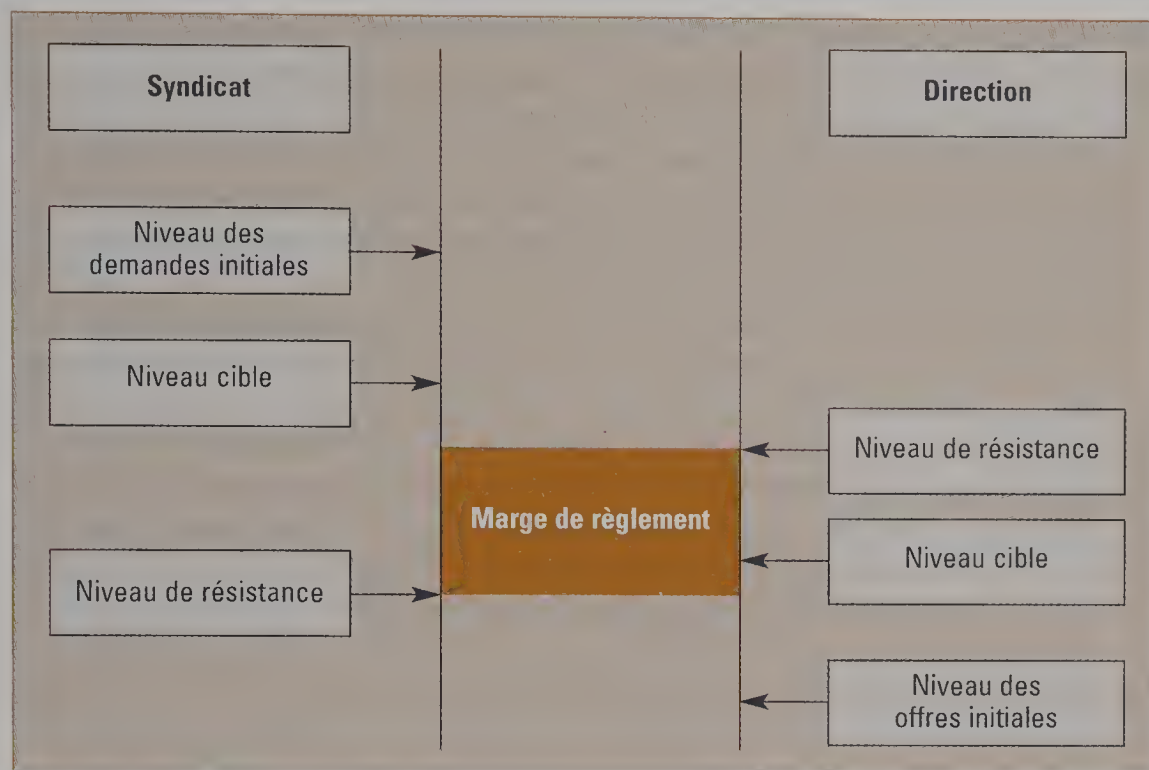 Syndicat
Direction
Niveau des
demandes initiales
Niveau cible
Niveau de résistance
Marge de règlement
Niveau cible
Niveau de résistance
Niveau des
offres initiales